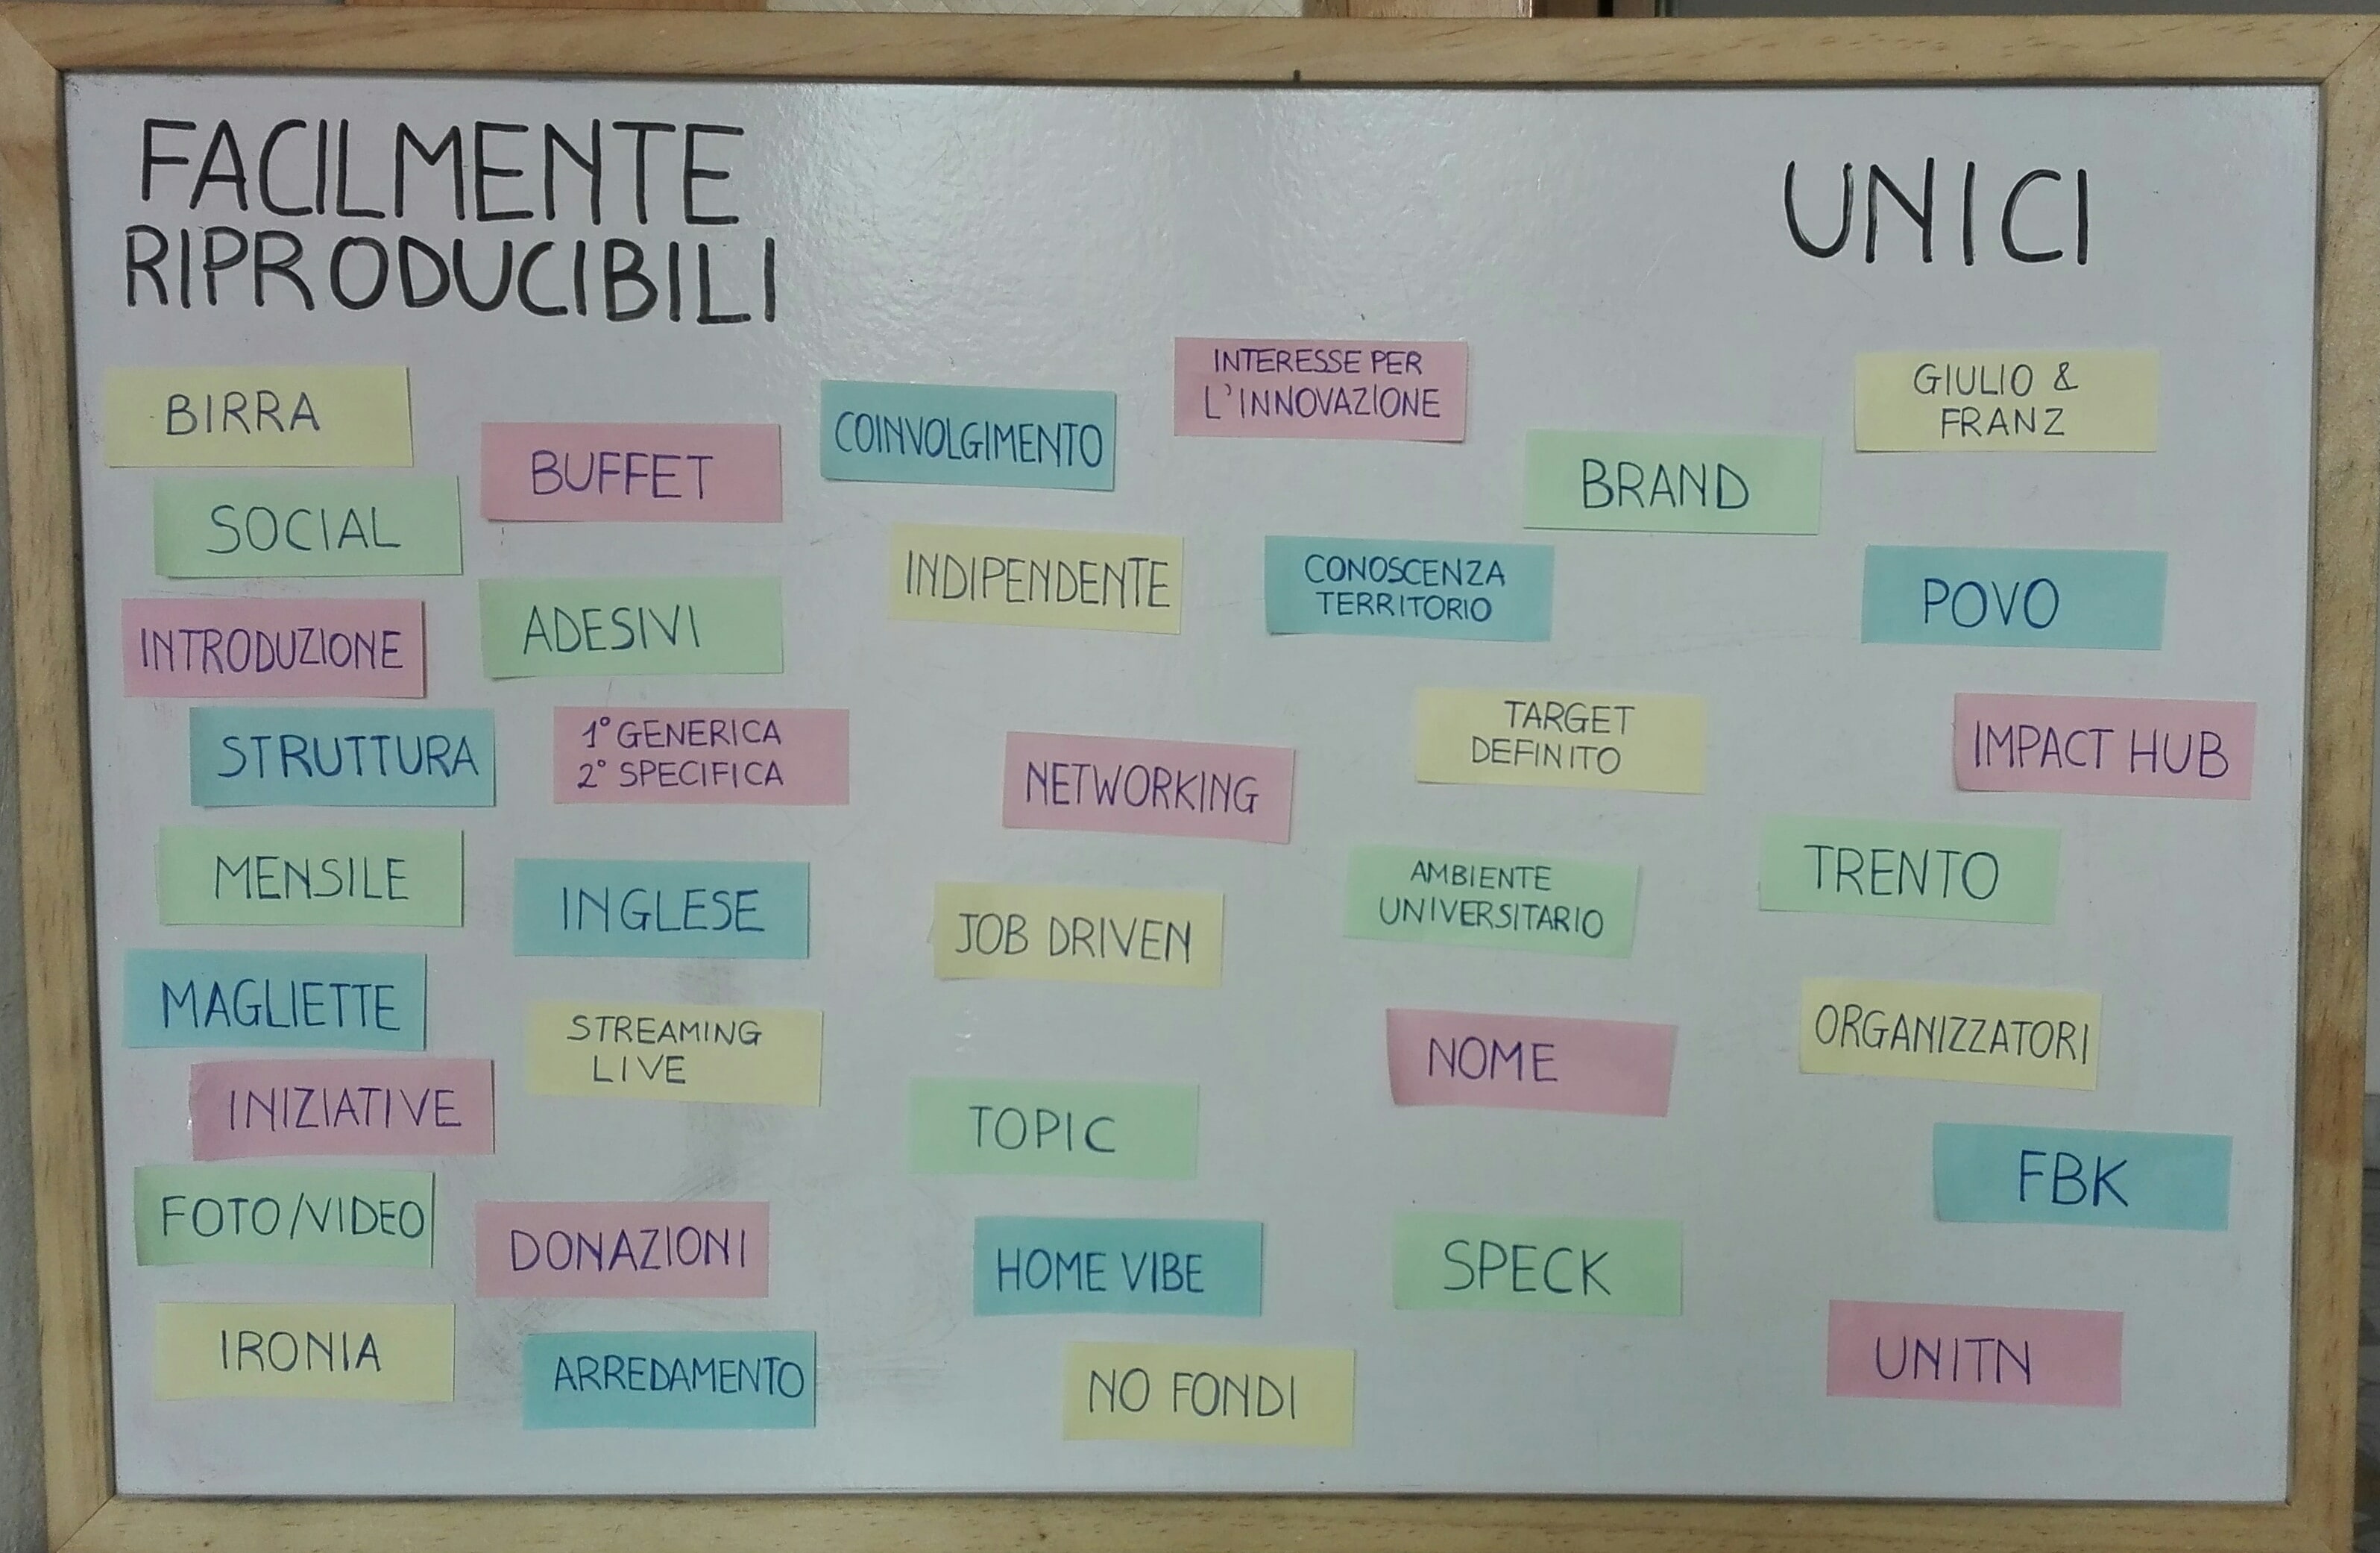 FACILMENTE
RIPRODUCIBILI
UNICI
BIRRA
BUFFET
SOCIAL
INTRODUZIONE
ADESIVI
STRUTTURA
1° GENERICA
2° SPECIFICA
MENSILE
INGLESE
MAGLIETTE
STREAMING
LIVE
INIZIATIVE
FOTO/VIDEO
DONAZIONI
IRONIA
ARREDAMENTO
COINVOLGIMENTO
INTERESSE PER
L'INNOVAZIONE
INDIPENDENTE
CONOSCENZA
TERRITORIO
NETWORKING
TARGET
DEFINITO
JOB DRIVEN
AMBIENTE
UNIVERSITARIO
TOPIC
NOME
HOME VIBE
SPECK
NO FONDI
BRAND
GIULIO &
FRANZ
POVO
IMPACT HUB
TRENTO
ORGANIZZATORI
FBK
UNITN